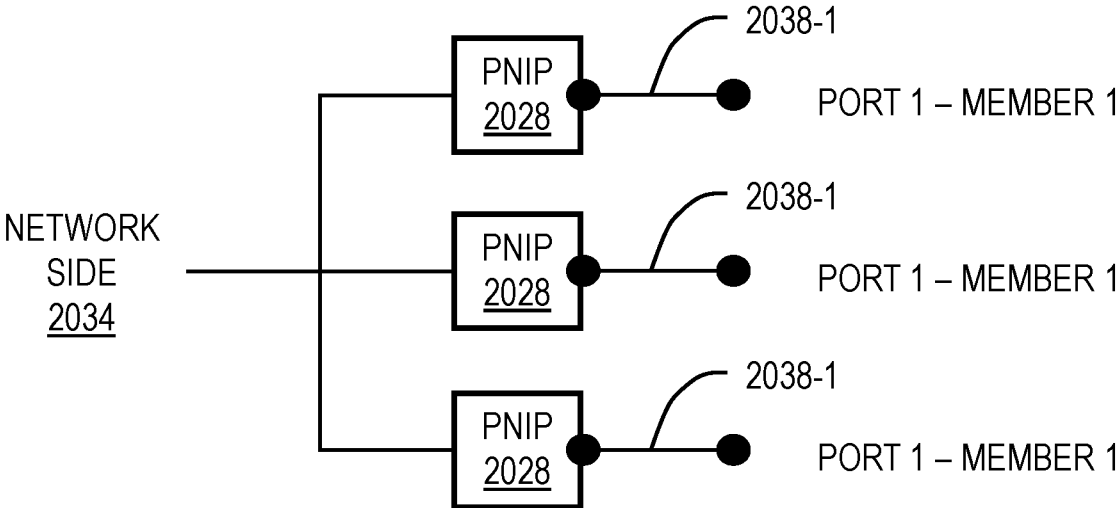 2038-1
PNIP
2028
PORT 1 – MEMBER 1
2038-1
NETWORK
SIDE
2034
PNIP
2028
PORT 1 – MEMBER 1
2038-1
PNIP
2028
PORT 1 – MEMBER 1